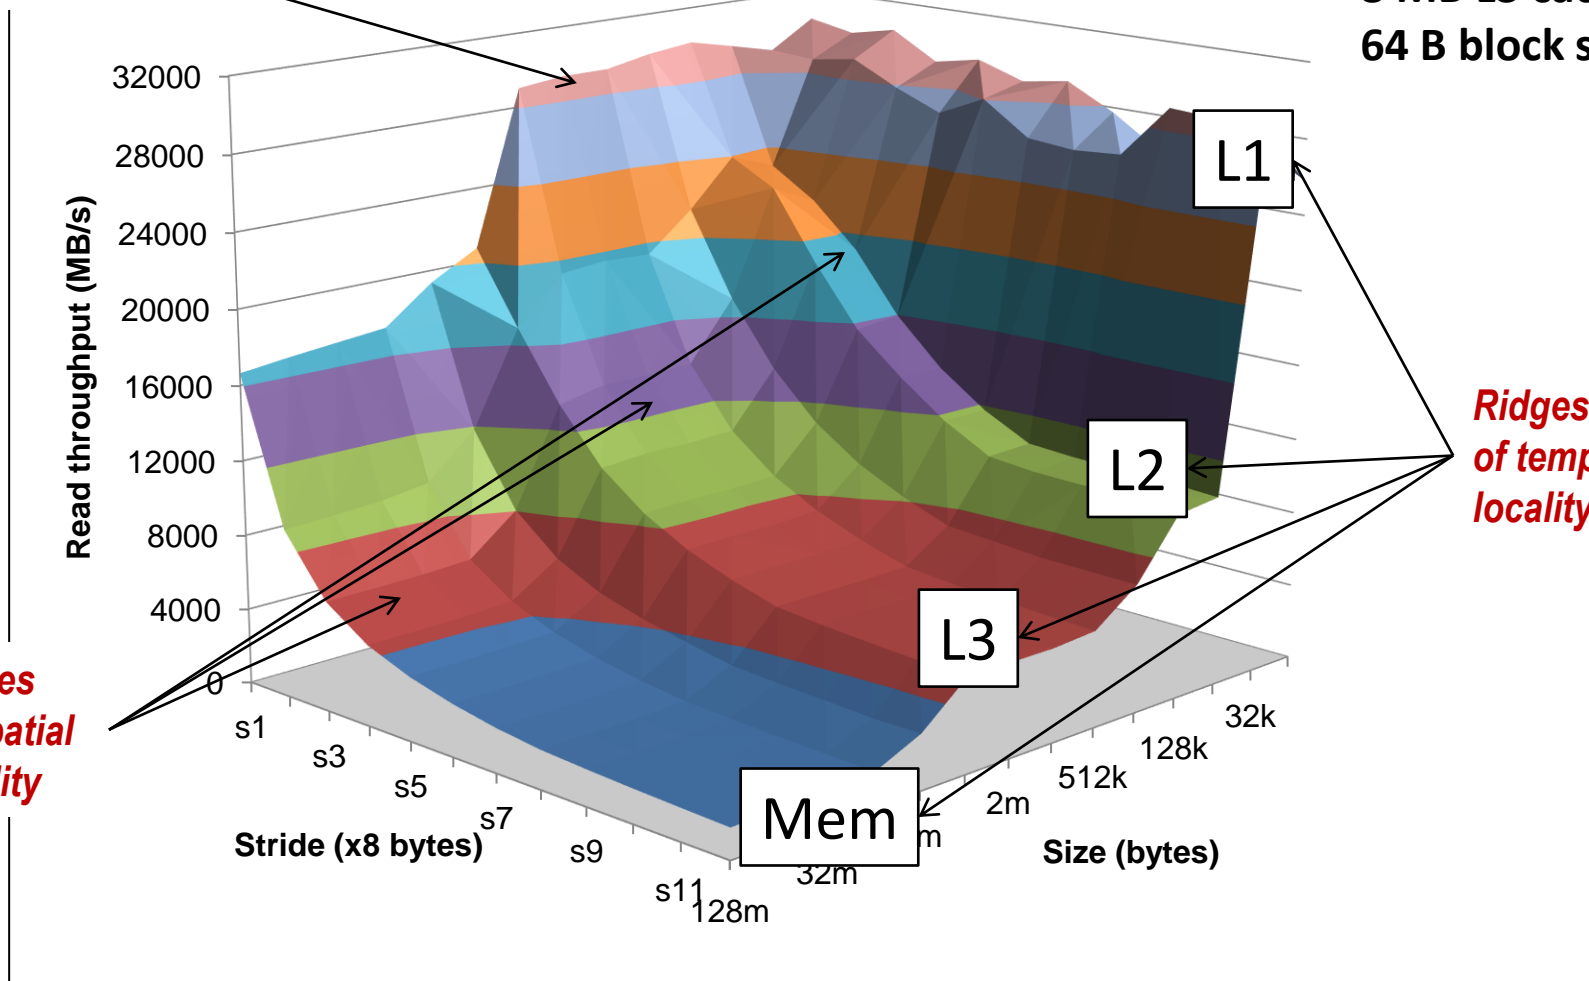 64 B block s
32000
28000
24000
20000
16000
12000
8000
4000
0
Read throughput (MB/s)
L1
L2
L3
Mem
Ridges
of temp
locality
s1
s3
s5
s7
s9
s11
Stride (x8 bytes)
128m
32m
m
2m
512k
128k
32k
Size (bytes)